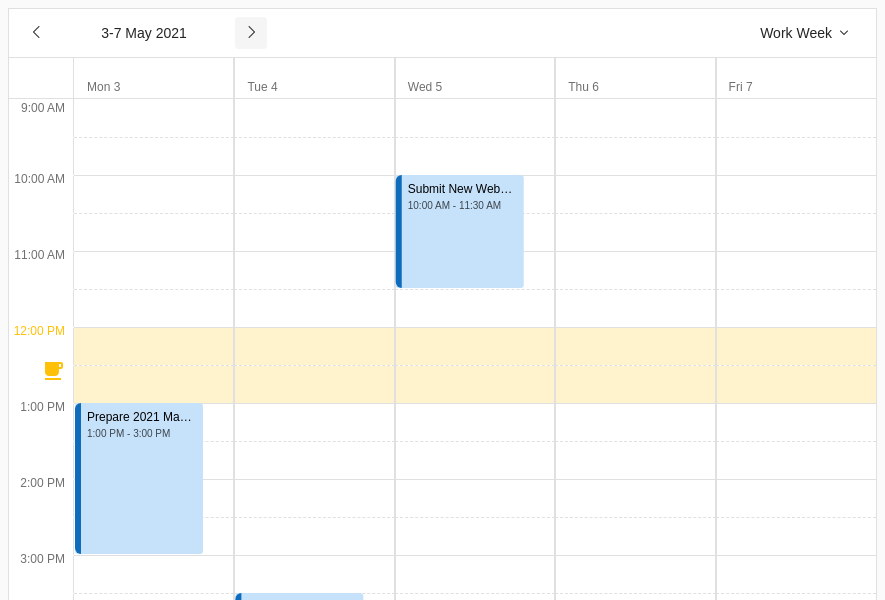 3-7 May 2021
Work Week
Mon 3
Tue 4
Wed 5
Thu 6
Fri 7
9:00 AM
10:00 AM
Submit New Web…
10:00 AM - 11:30 AM
11:00 AM
12:00 PM
1:00 PM
Prepare 2021 Ma…
1:00 PM - 3:00 PM
2:00 PM
3:00 PM